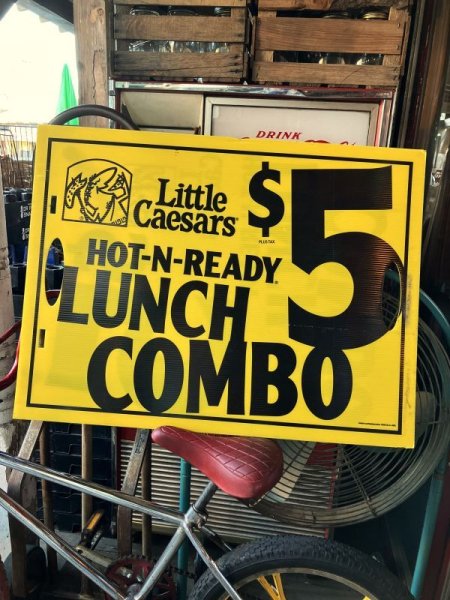 DRINK
Little
Caesars
$5
PLUS TAX
HOT-N-READY
LUNCH
COMBO